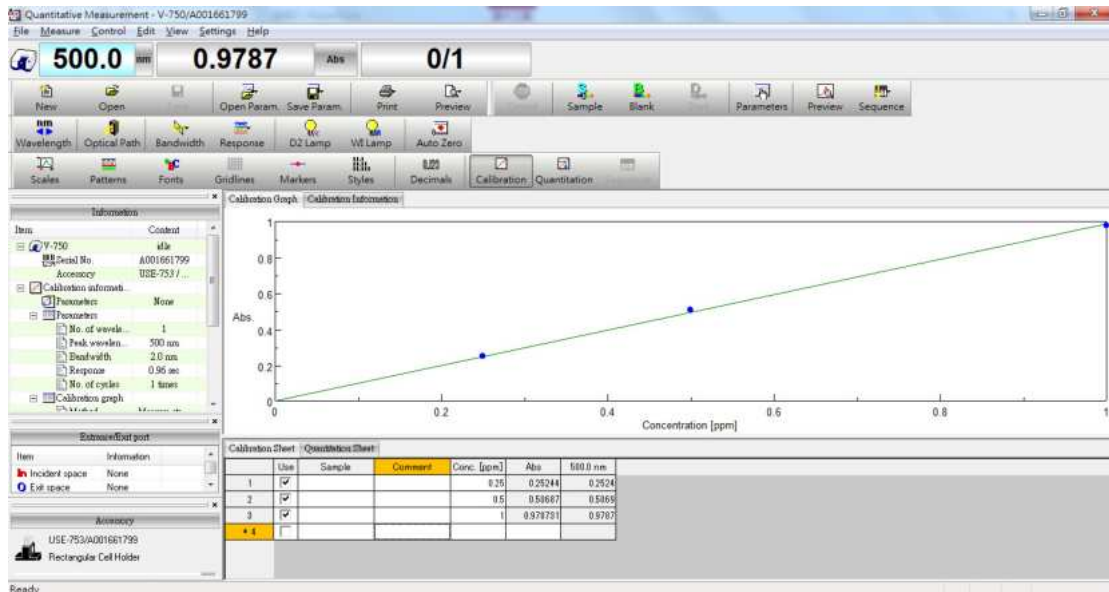 Quantitative Measurement - V-750/A001661799
File Measure Control Edit View Settings Help
500.0 nm 0.9787 Abs 0/1
New Open Open Param. Save Param. Print Preview Sample Blank Parameters Preview Sequence
Wavelength Optical Path Bandwidth Response D2 Lamp WI Lamp Auto Zero
Scales Patterns Fonts Gridlines Markers Styles Decimals Calibration Quantitation
Information
Item Content
V-750 idle
Serial No. A001661799
Accessory USE-753 / ...
Calibration informati...
Parameters None
Parameters
No. of wavele... 1
Peak wavelen... 500 nm
Bandwidth 2.0 nm
Response 0.96 sec
No. of cycles 1 times
Calibration graph
Entrance/Exit port
Item Information
Incident space None
Exit space None
Accessory
USE-753/A001661799
Rectangular Cell Holder
Calibration Graph Calibration Information
1
0.8
0.6
Abs.
0.4
0.2
0
0 0.2 0.4 0.6 0.8 1
Concentration [ppm]
Calibration Sheet Quantitation Sheet
Use Sample Comment Conc. [ppm] Abs 500.0 nm
1 0.25 0.25244 0.2524
2 0.5 0.50687 0.5069
3 1 0.978731 0.9787
* 4
Ready